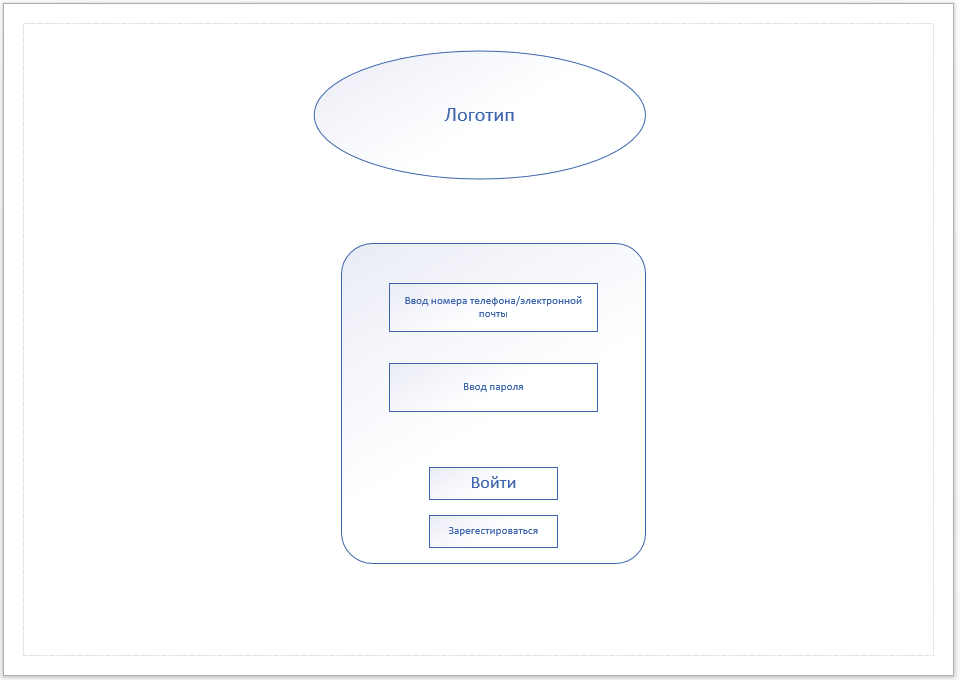 Логотип
Ввод номера телефона/электронной
почты
Ввод пароля
Войти
Зарегестироваться